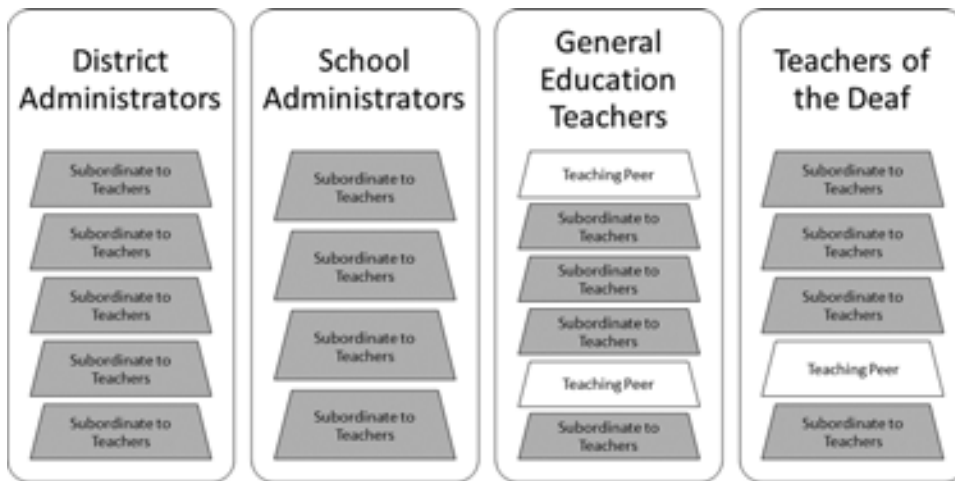 District
Administrators
Subordinate to
Teachers
Subordinate to
Teachers
Subordinate to
Teachers
Subordinate to
Teachers
Subordinate to
Teachers
School
Administrators
Subordinate to
Teachers
Subordinate to
Teachers
Subordinate to
Teachers
Subordinate to
Teachers
General
Education
Teachers
Teaching Peer
Subordinate to
Teachers
Subordinate to
Teachers
Subordinate to
Teachers
Teaching Peer
Subordinate to
Teachers
Teachers of
the Deaf
Subordinate to
Teachers
Subordinate to
Teachers
Subordinate to
Teachers
Teaching Peer
Subordinate to
Teachers